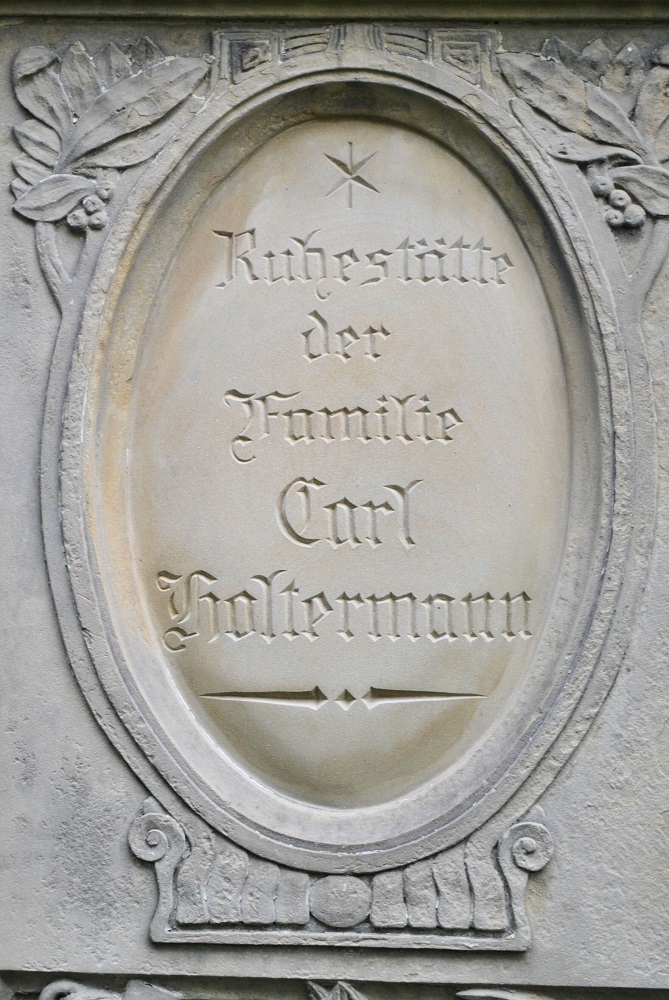 Ruhestätte
der
Familie
Carl
Holtermann